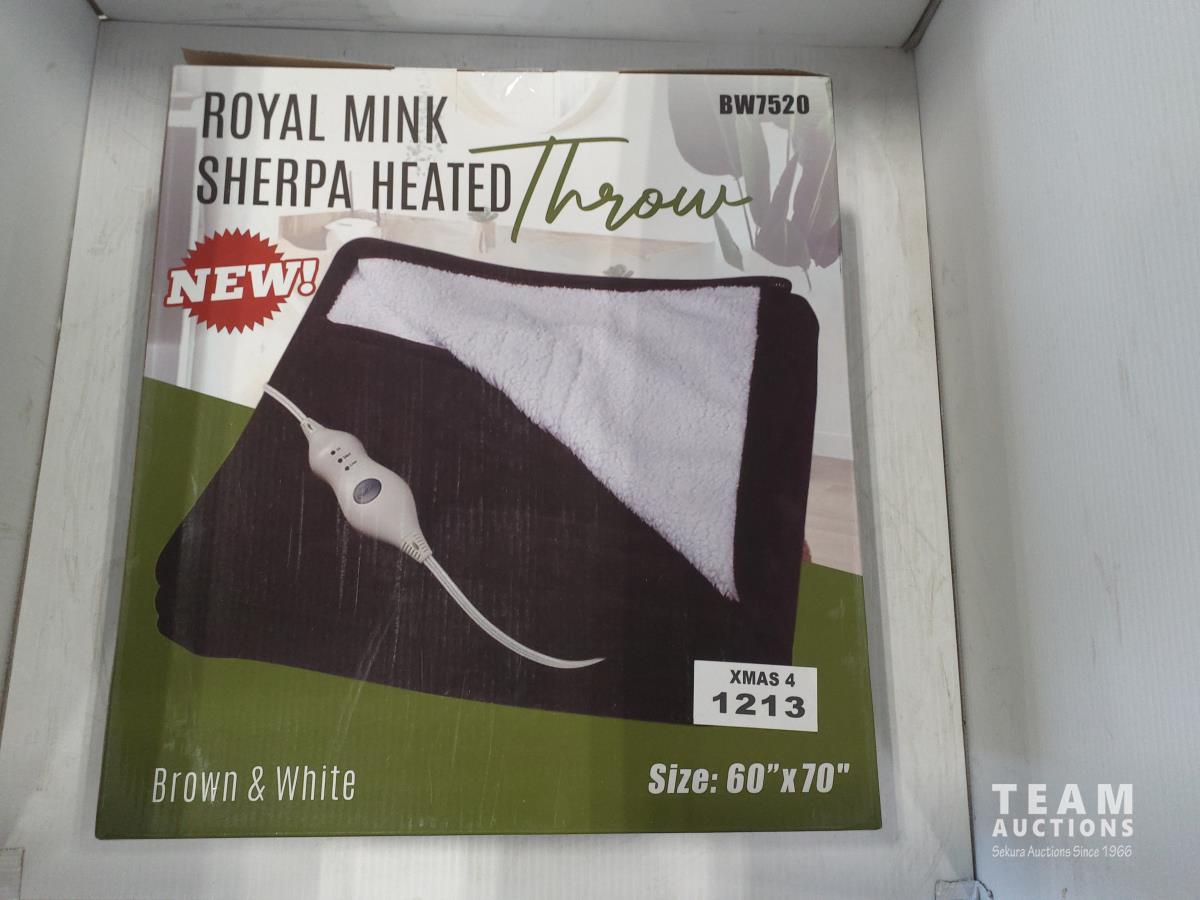 ROYAL MINK
BW7520
SHERPA HEATED Throw
NEW!
XMAS 4
1213
Brown & White
Size: 60"x70"
TEAM
AUCTIONS
Sekura Auctions Since 1966